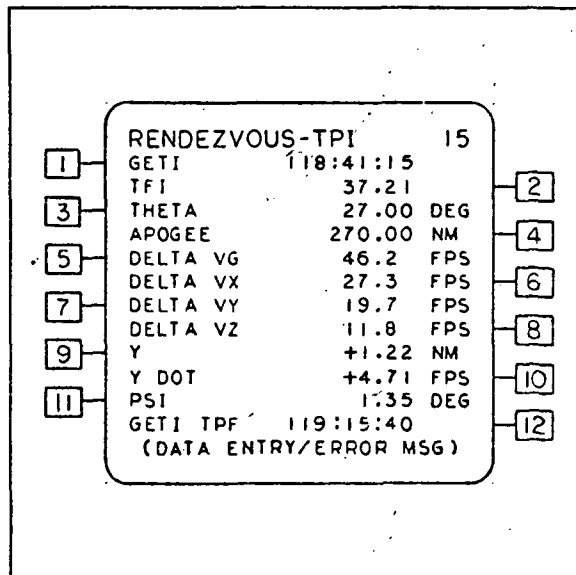 RENDEZVOUS-TPI 15
1 GETI 118:41:15
TFI 37.21 2
3 THETA 27.00 DEG
APOGEE 270.00 NM 4
5 DELTA VG 46.2 FPS
DELTA VX 27.3 FPS 6
7 DELTA VY 19.7 FPS
DELTA VZ 11.8 FPS 8
9 Y +1.22 NM
Y DOT +4.71 FPS 10
11 PSI 1.35 DEG
GETI TPF 119:15:40 12
(DATA ENTRY/ERROR MSG)